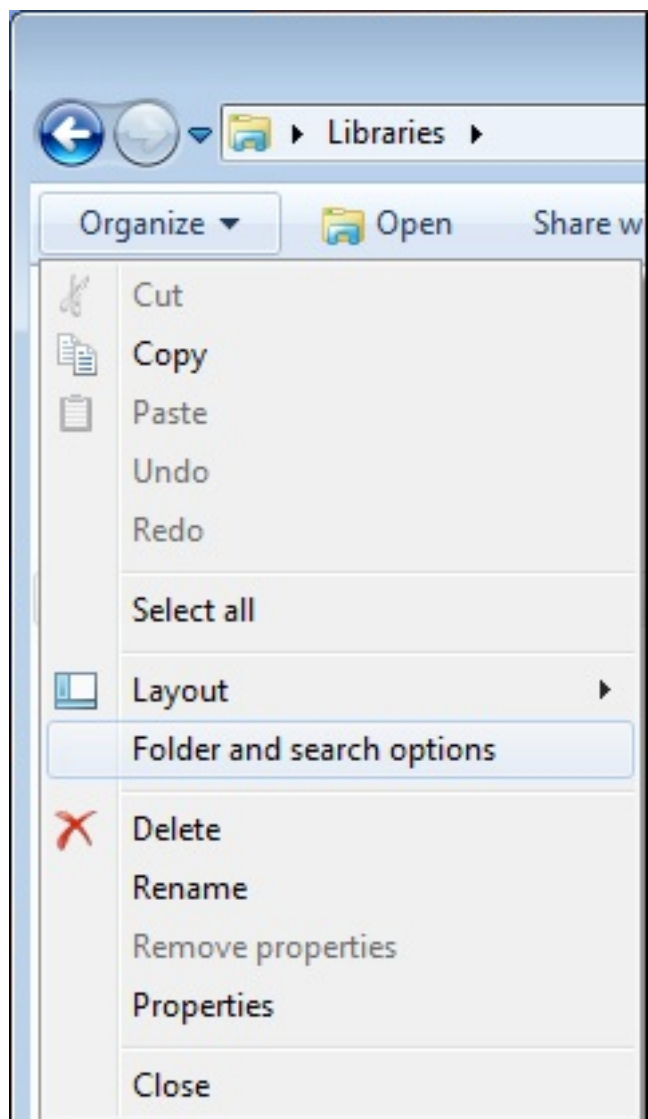 Libraries
Organize Open Share w
Cut
Copy
Paste
Undo
Redo
Select all
Layout
Folder and search options
Delete
Rename
Remove properties
Properties
Close